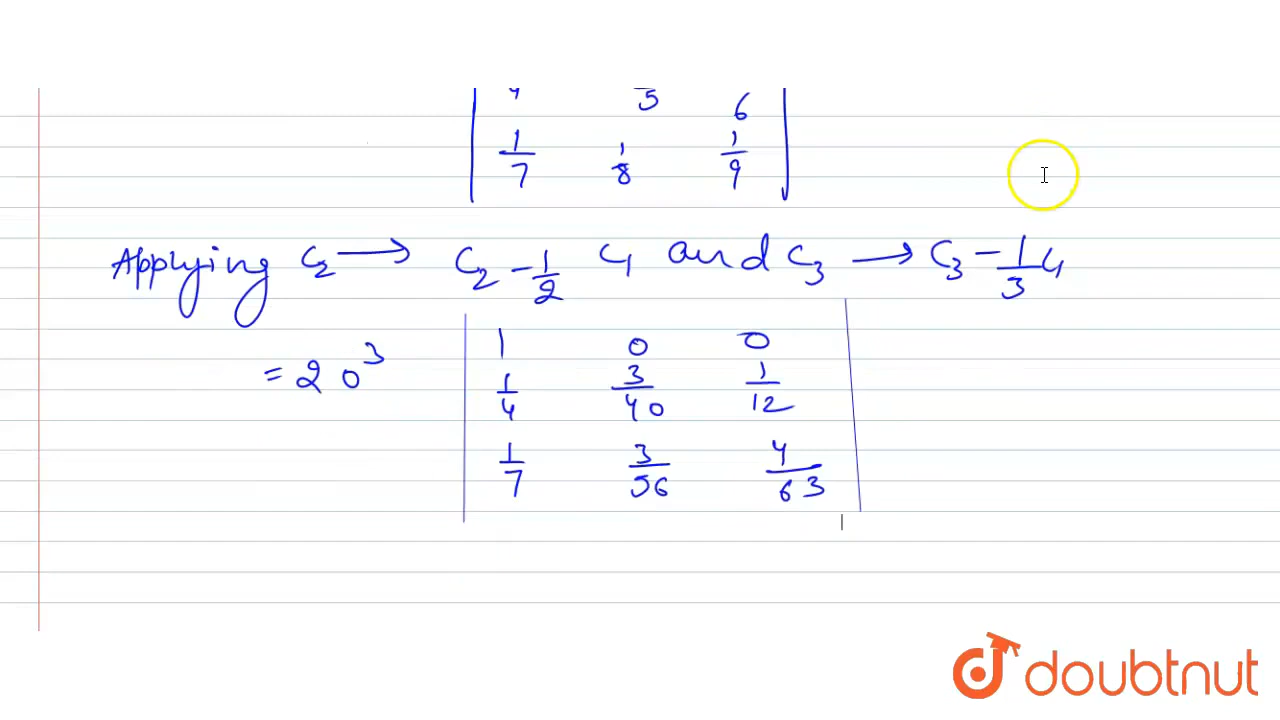 4 5 6
1/7 1/8 1/9
Applying C2 → C2 - 1/2 C1 and C3 → C3 - 1/3 C1
= 20^3
1 0 0
1/4 3/40 1/12
1/7 3/56 4/63
doubtnut